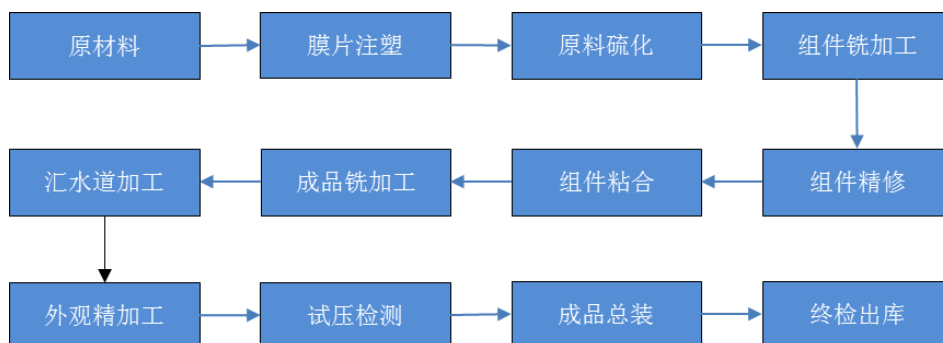 原材料
膜片注塑
原料硫化
组件铣加工
组件精修
组件粘合
成品铣加工
汇水道加工
外观精加工
试压检测
成品总装
终检出库